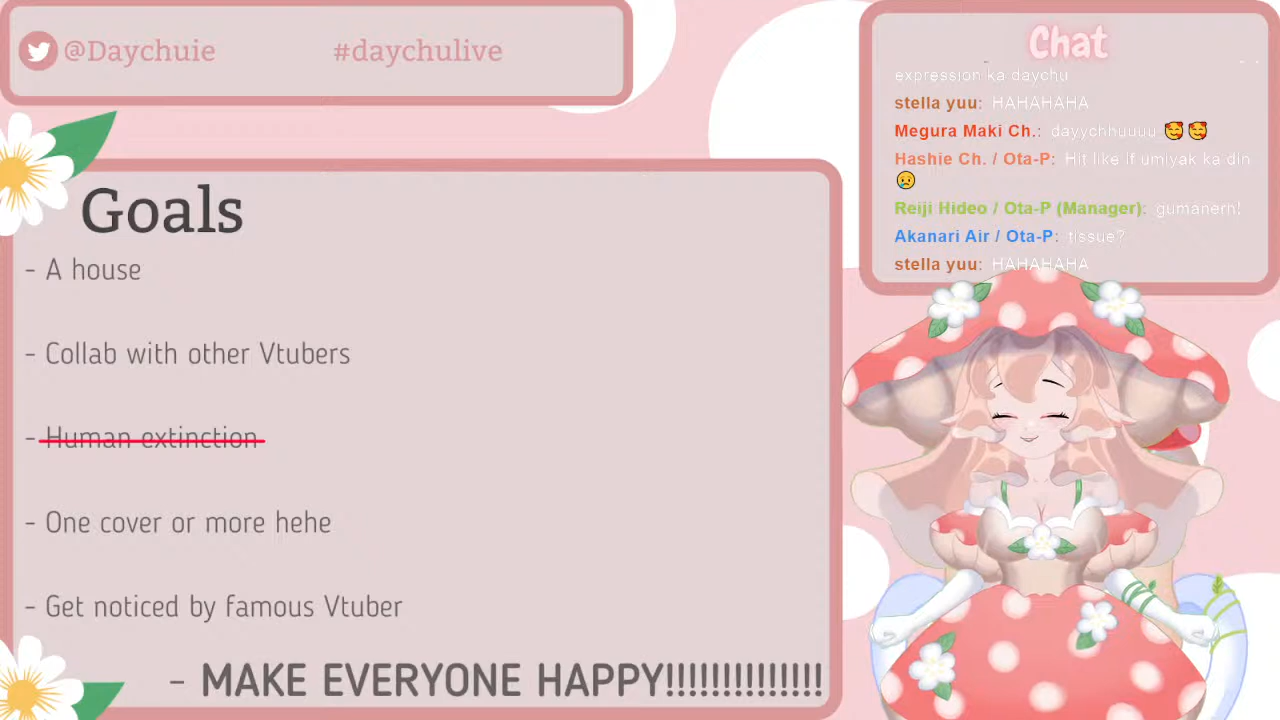 @Daychuie #daychulive
Chat
expression ka daychu
stella yuu: HAHAHAHA
Megura Maki Ch.: dayychhuuuu 🥰 🥰
Hashie Ch. / Ota-P: Hit like If umiyak ka din
😥
Reiji Hideo / Ota-P (Manager): gumanern!
Akanari Air / Ota-P: tissue?
stella yuu: HAHAHAHA
Goals
- A house
- Collab with other Vtubers
- Human extinction
- One cover or more hehe
- Get noticed by famous Vtuber
- MAKE EVERYONE HAPPY!!!!!!!!!!!!!!